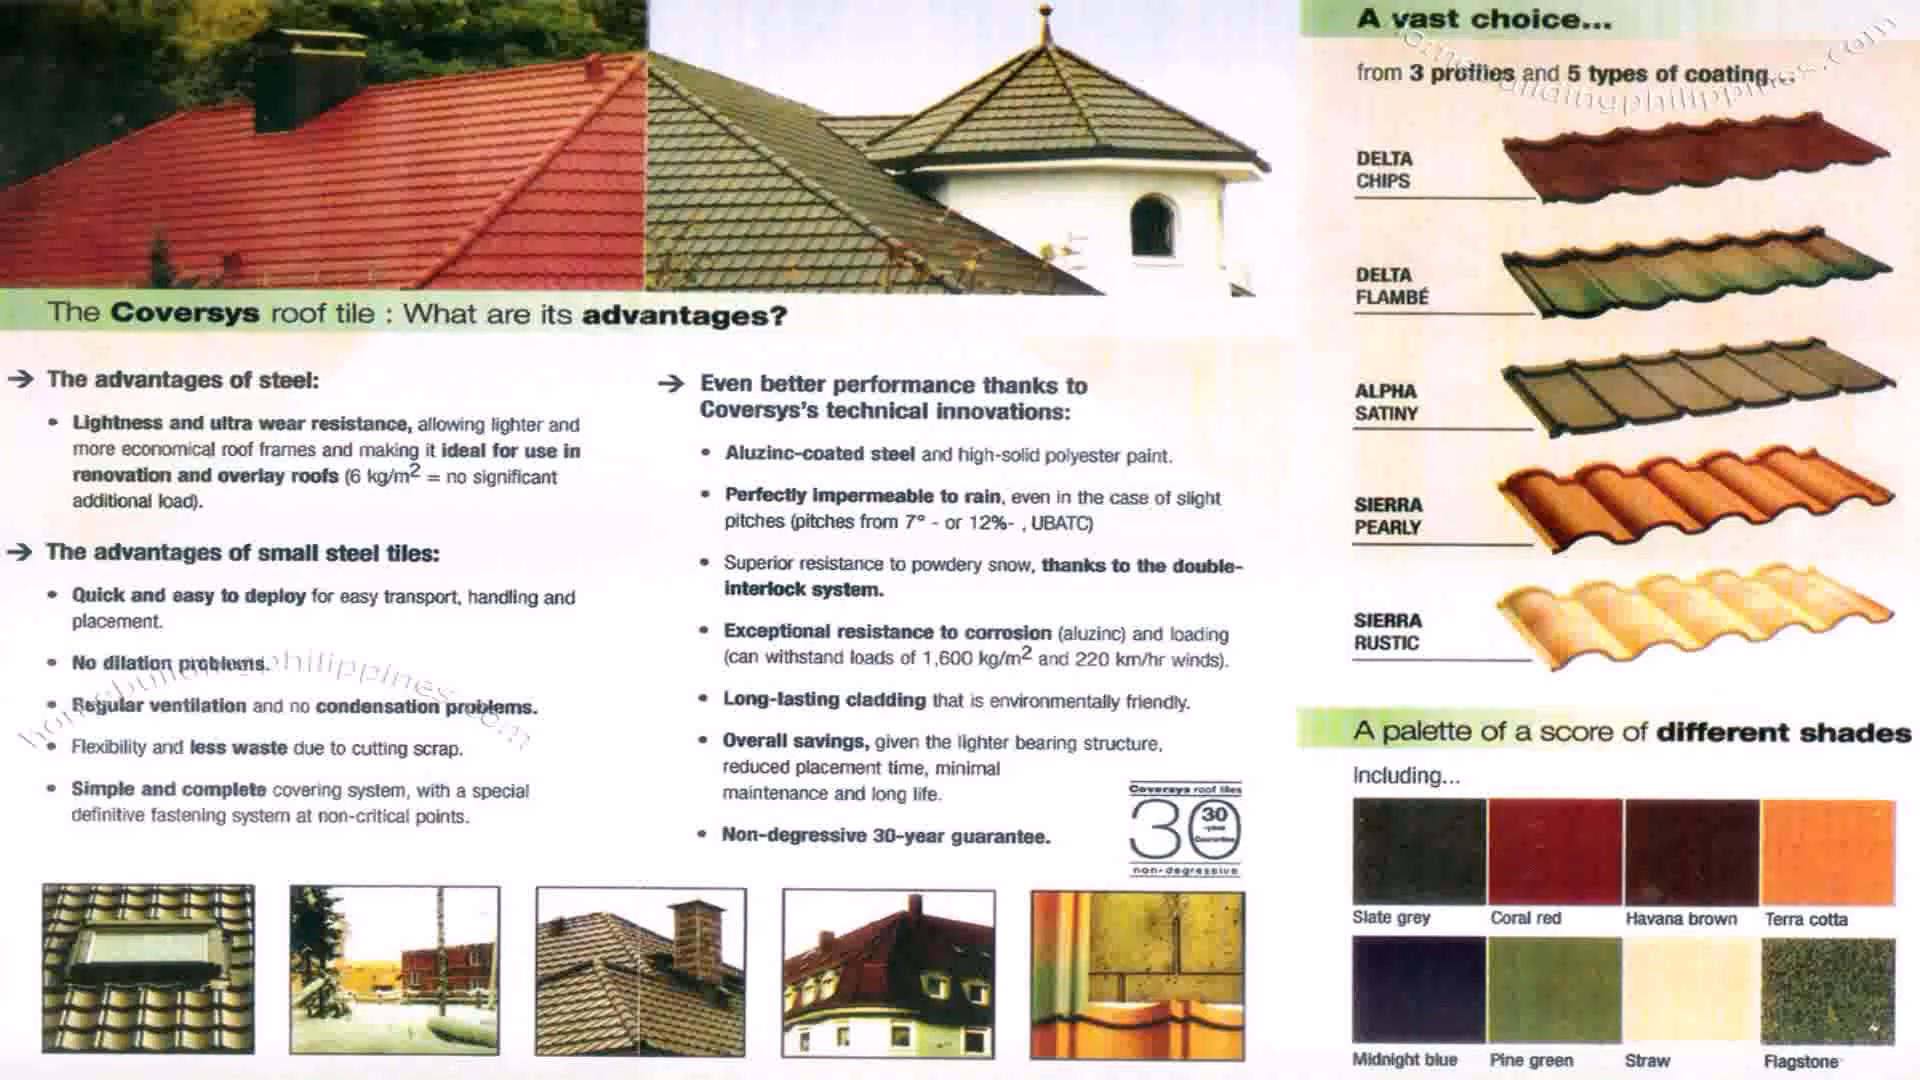 The Coversys roof tile : What are its advantages?
→ The advantages of steel:
• Lightness and ultra wear resistance, allowing lighter and
more economical roof frames and making it ideal for use in
renovation and overlay roofs (6 kg/m² = no significant
additional load).
→ The advantages of small steel tiles:
• Quick and easy to deploy for easy transport, handling and
placement.
• No dilation problems.
• Regular ventilation and no condensation problems.
• Flexibility and less waste due to cutting scrap.
• Simple and complete covering system, with a special
definitive fastening system at non-critical points.
homebuildingphilippines.com
→ Even better performance thanks to
Coversys's technical innovations:
• Aluzinc-coated steel and high-solid polyester paint.
• Perfectly impermeable to rain, even in the case of slight
pitches (pitches from 7° - or 12%- , UBATC)
• Superior resistance to powdery snow, thanks to the double-
interlock system.
• Exceptional resistance to corrosion (aluzinc) and loading
(can withstand loads of 1,600 kg/m² and 220 km/hr winds).
• Long-lasting cladding that is environmentally friendly.
• Overall savings, given the lighter bearing structure,
reduced placement time, minimal
maintenance and long life.
• Non-degressive 30-year guarantee.
Coversys roof tiles
30
30
-year
Guarantee
non-degressive
A vast choice...
from 3 profiles and 5 types of coating...
homebuildingphilippines.com
DELTA
CHIPS
DELTA
FLAMBÉ
ALPHA
SATINY
SIERRA
PEARLY
SIERRA
RUSTIC
A palette of a score of different shades
Including...
Slate grey
Coral red
Havana brown
Terra cotta
Midnight blue
Pine green
Straw
Flagstone